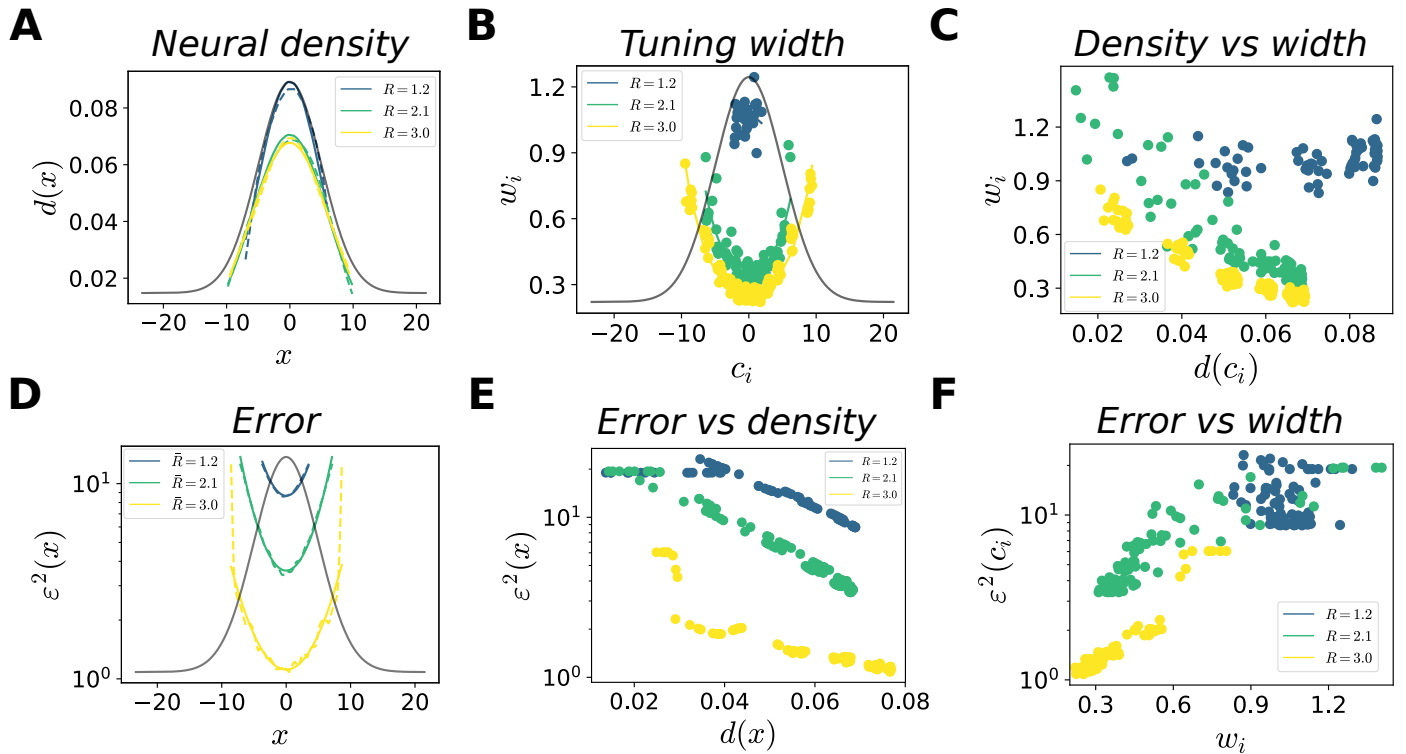 A
Neural density
d(x)
0.08
0.06
0.04
0.02
R = 1.2
R = 2.1
R = 3.0
−20 −10 0 10 20
x
B
Tuning width
w_i
1.2
0.9
0.6
0.3
R = 1.2
R = 2.1
R = 3.0
−20 −10 0 10 20
c_i
C
Density vs width
w_i
1.2
0.9
0.6
0.3
R = 1.2
R = 2.1
R = 3.0
0.02 0.04 0.06 0.08
d(c_i)
D
Error
ε²(x)
10¹
10⁰
R̄ = 1.2
R̄ = 2.1
R̄ = 3.0
−20 −10 0 10 20
x
E
Error vs density
ε²(x)
10¹
10⁰
R = 1.2
R = 2.1
R = 3.0
0.02 0.04 0.06 0.08
d(x)
F
Error vs width
ε²(c_i)
10¹
10⁰
R = 1.2
R = 2.1
R = 3.0
0.3 0.6 0.9 1.2
w_i